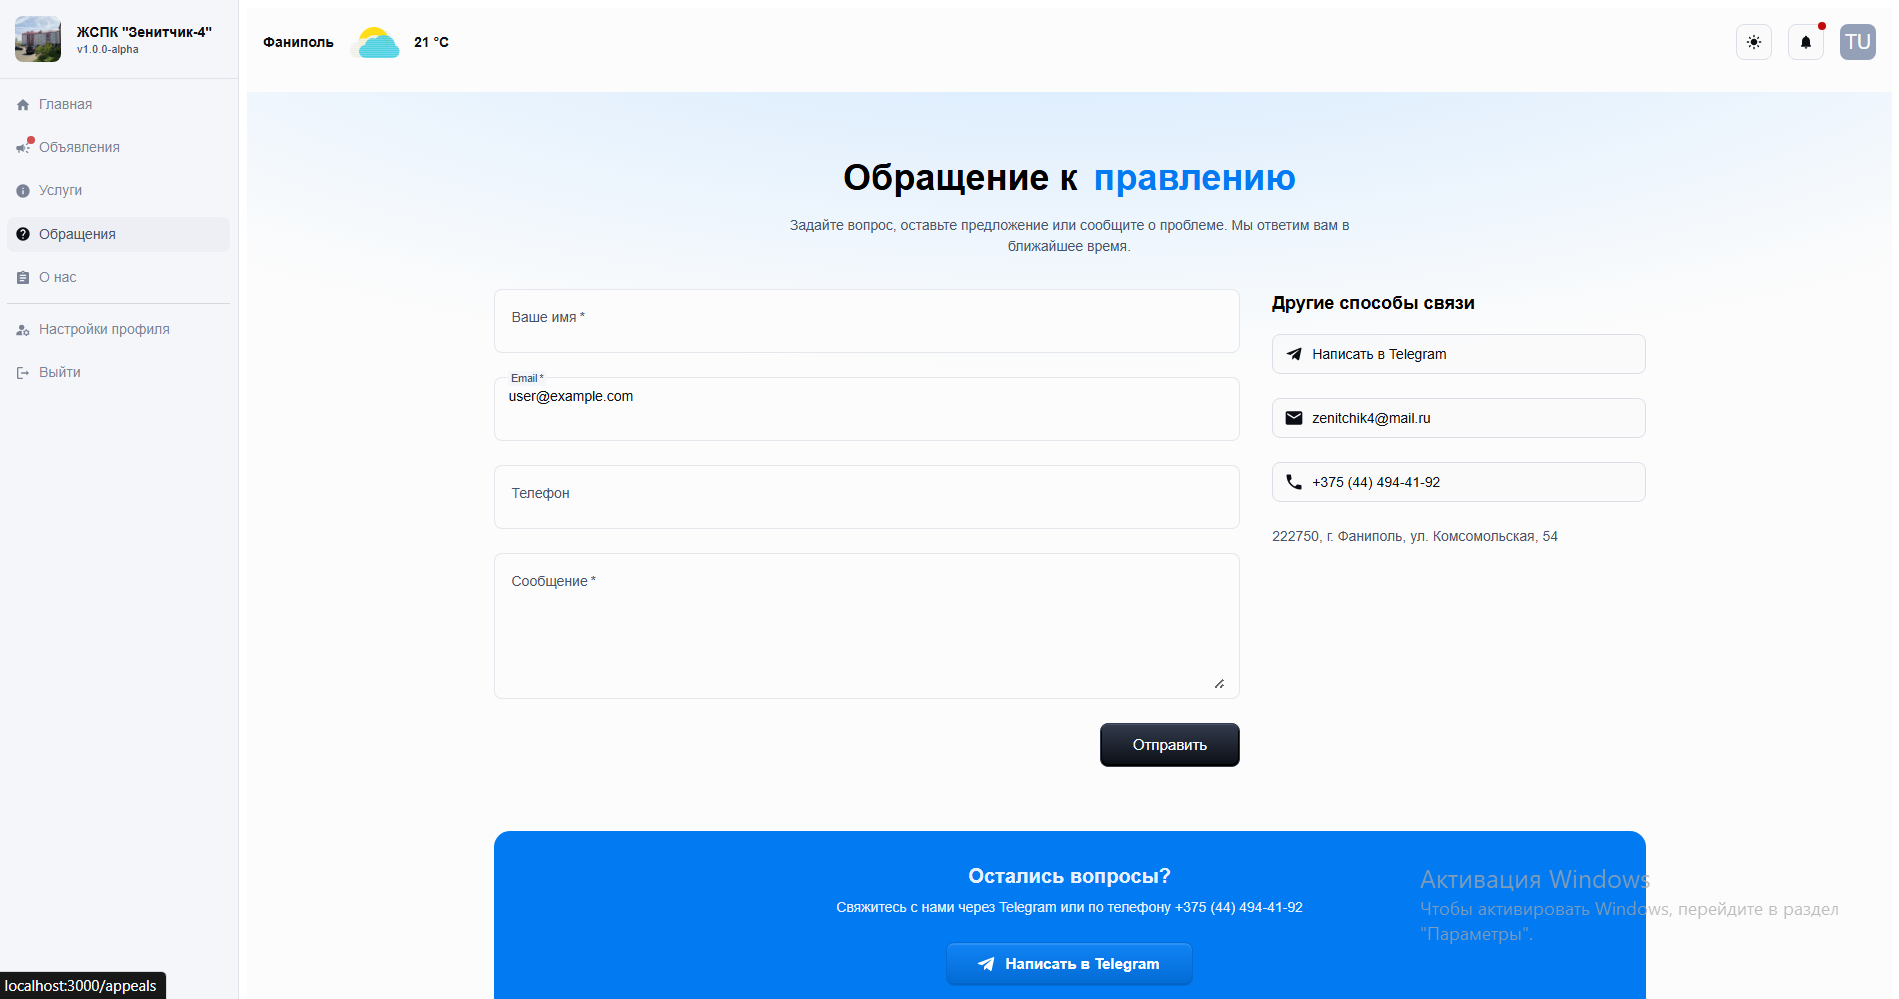 ЖСПК "Зенитчик-4"
v1.0.0-alpha
Главная
Объявления
Услуги
Обращения
О нас
Настройки профиля
Выйти
Фаниполь
21 °C
TU
Обращение к правлению
Задайте вопрос, оставьте предложение или сообщите о проблеме. Мы ответим вам в
ближайшее время.
Ваше имя *
Email *
user@example.com
Телефон
Сообщение *
Отправить
Другие способы связи
Написать в Telegram
zenitchik4@mail.ru
+375 (44) 494-41-92
222750, г. Фаниполь, ул. Комсомольская, 54
Остались вопросы?
Свяжитесь с нами через Telegram или по телефону +375 (44) 494-41-92
Написать в Telegram
Активация Windows
Чтобы активировать Windows, перейдите в раздел
"Параметры".
localhost:3000/appeals